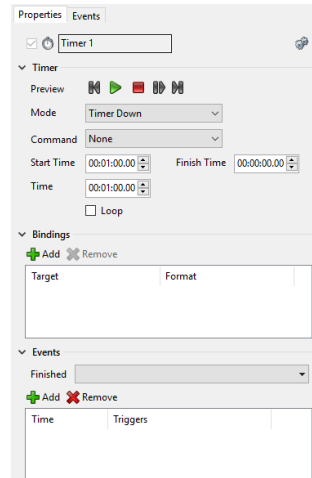 Properties Events
Timer 1
Timer
Preview
Mode Timer Down
Command None
Start Time 00:01:00.00 Finish Time 00:00:00.00
Time 00:01:00.00
Loop
Bindings
Add Remove
Target Format
Events
Finished
Add Remove
Time Triggers